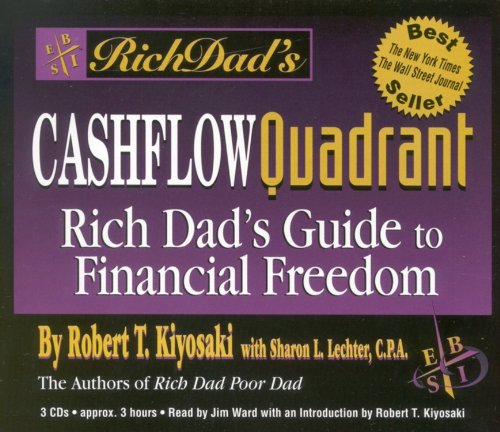 E B
S I
RichDad's
Best
The New York Times
The Wall Street Journal
Seller
CASHFLOW Quadrant
Rich Dad's Guide to
Financial Freedom
By Robert T. Kiyosaki with Sharon L. Lechter, C.P.A.
The Authors of Rich Dad Poor Dad
E B
S I
3 CDs • approx. 3 hours • Read by Jim Ward with an Introduction by Robert T. Kiyosaki